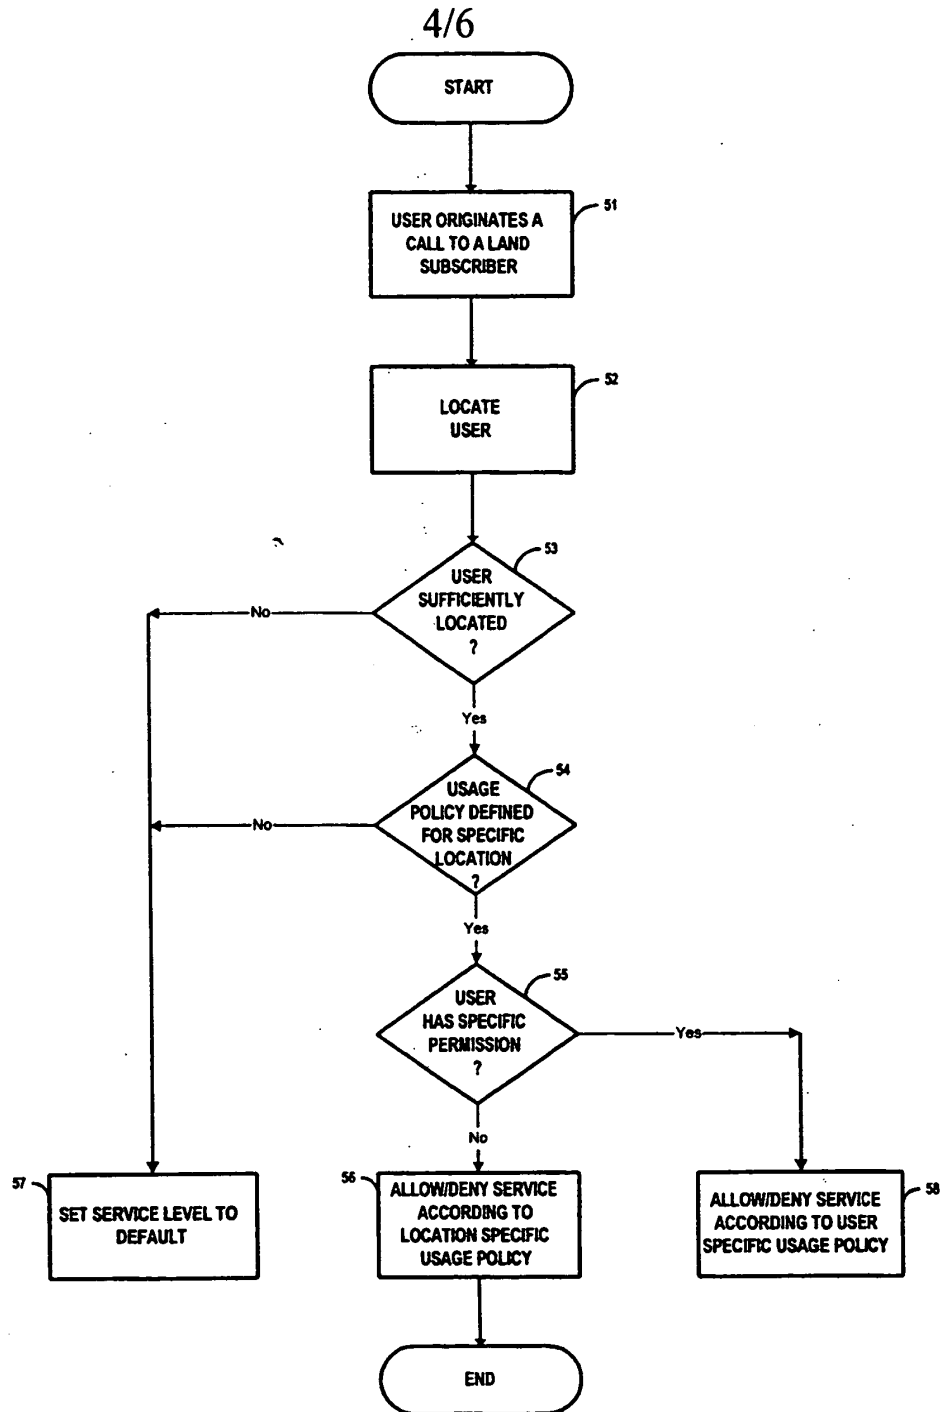 4/6
START
51
USER ORIGINATES A
CALL TO A LAND
SUBSCRIBER
52
LOCATE
USER
53
USER
SUFFICIENTLY
LOCATED
?
No
Yes
54
USAGE
POLICY DEFINED
FOR SPECIFIC
LOCATION
?
No
Yes
55
USER
HAS SPECIFIC
PERMISSION
?
Yes
No
57
SET SERVICE LEVEL TO
DEFAULT
56
ALLOW/DENY SERVICE
ACCORDING TO
LOCATION SPECIFIC
USAGE POLICY
58
ALLOW/DENY SERVICE
ACCORDING TO USER
SPECIFIC USAGE POLICY
END